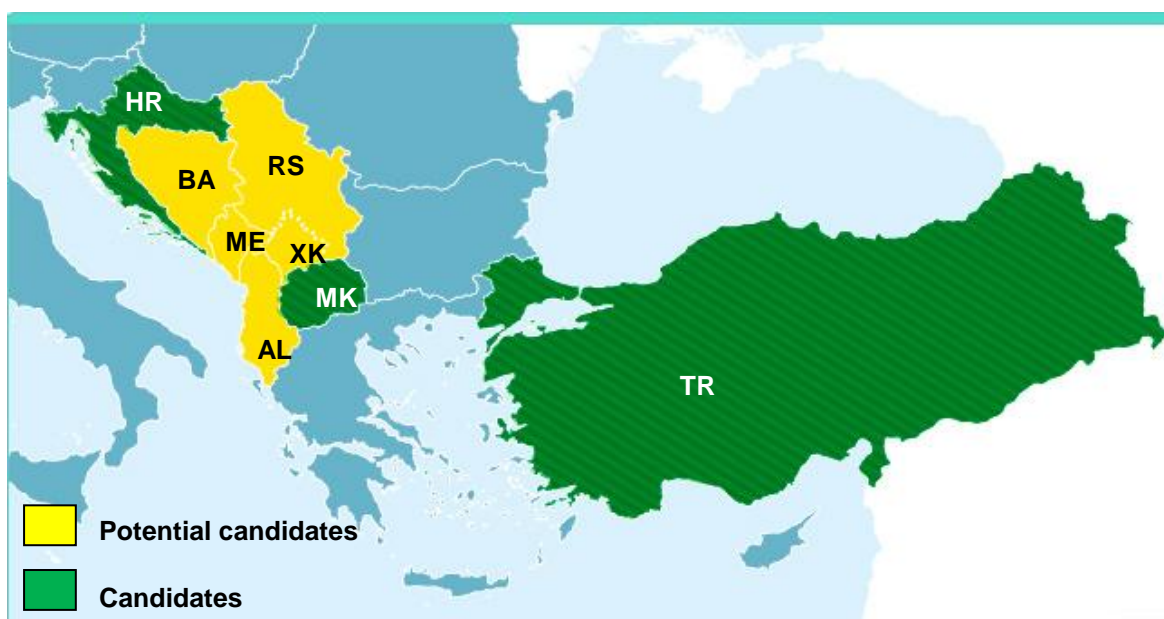 HR
BA
RS
ME
XK
MK
AL
TR
Potential candidates
Candidates